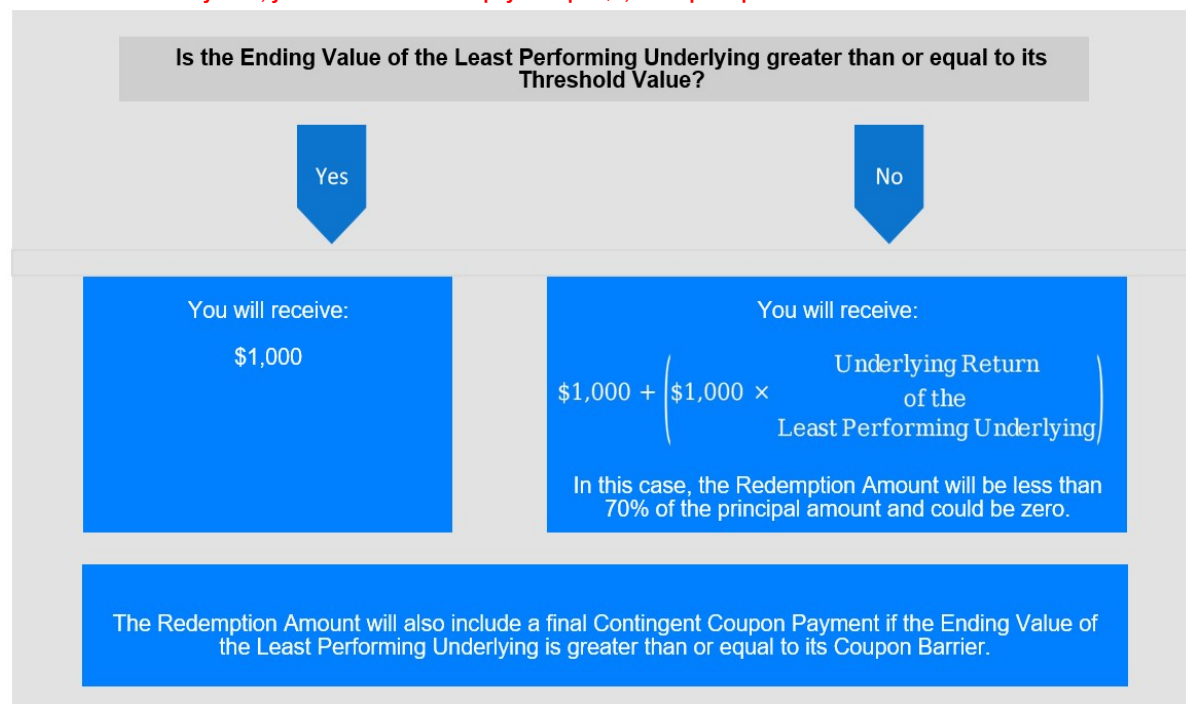 Is the Ending Value of the Least Performing Underlying greater than or equal to its
Threshold Value?
Yes
No
You will receive:
$1,000
You will receive:
$1,000 + ($1,000 × Underlying Return
of the
Least Performing Underlying)
In this case, the Redemption Amount will be less than
70% of the principal amount and could be zero.
The Redemption Amount will also include a final Contingent Coupon Payment if the Ending Value of
the Least Performing Underlying is greater than or equal to its Coupon Barrier.